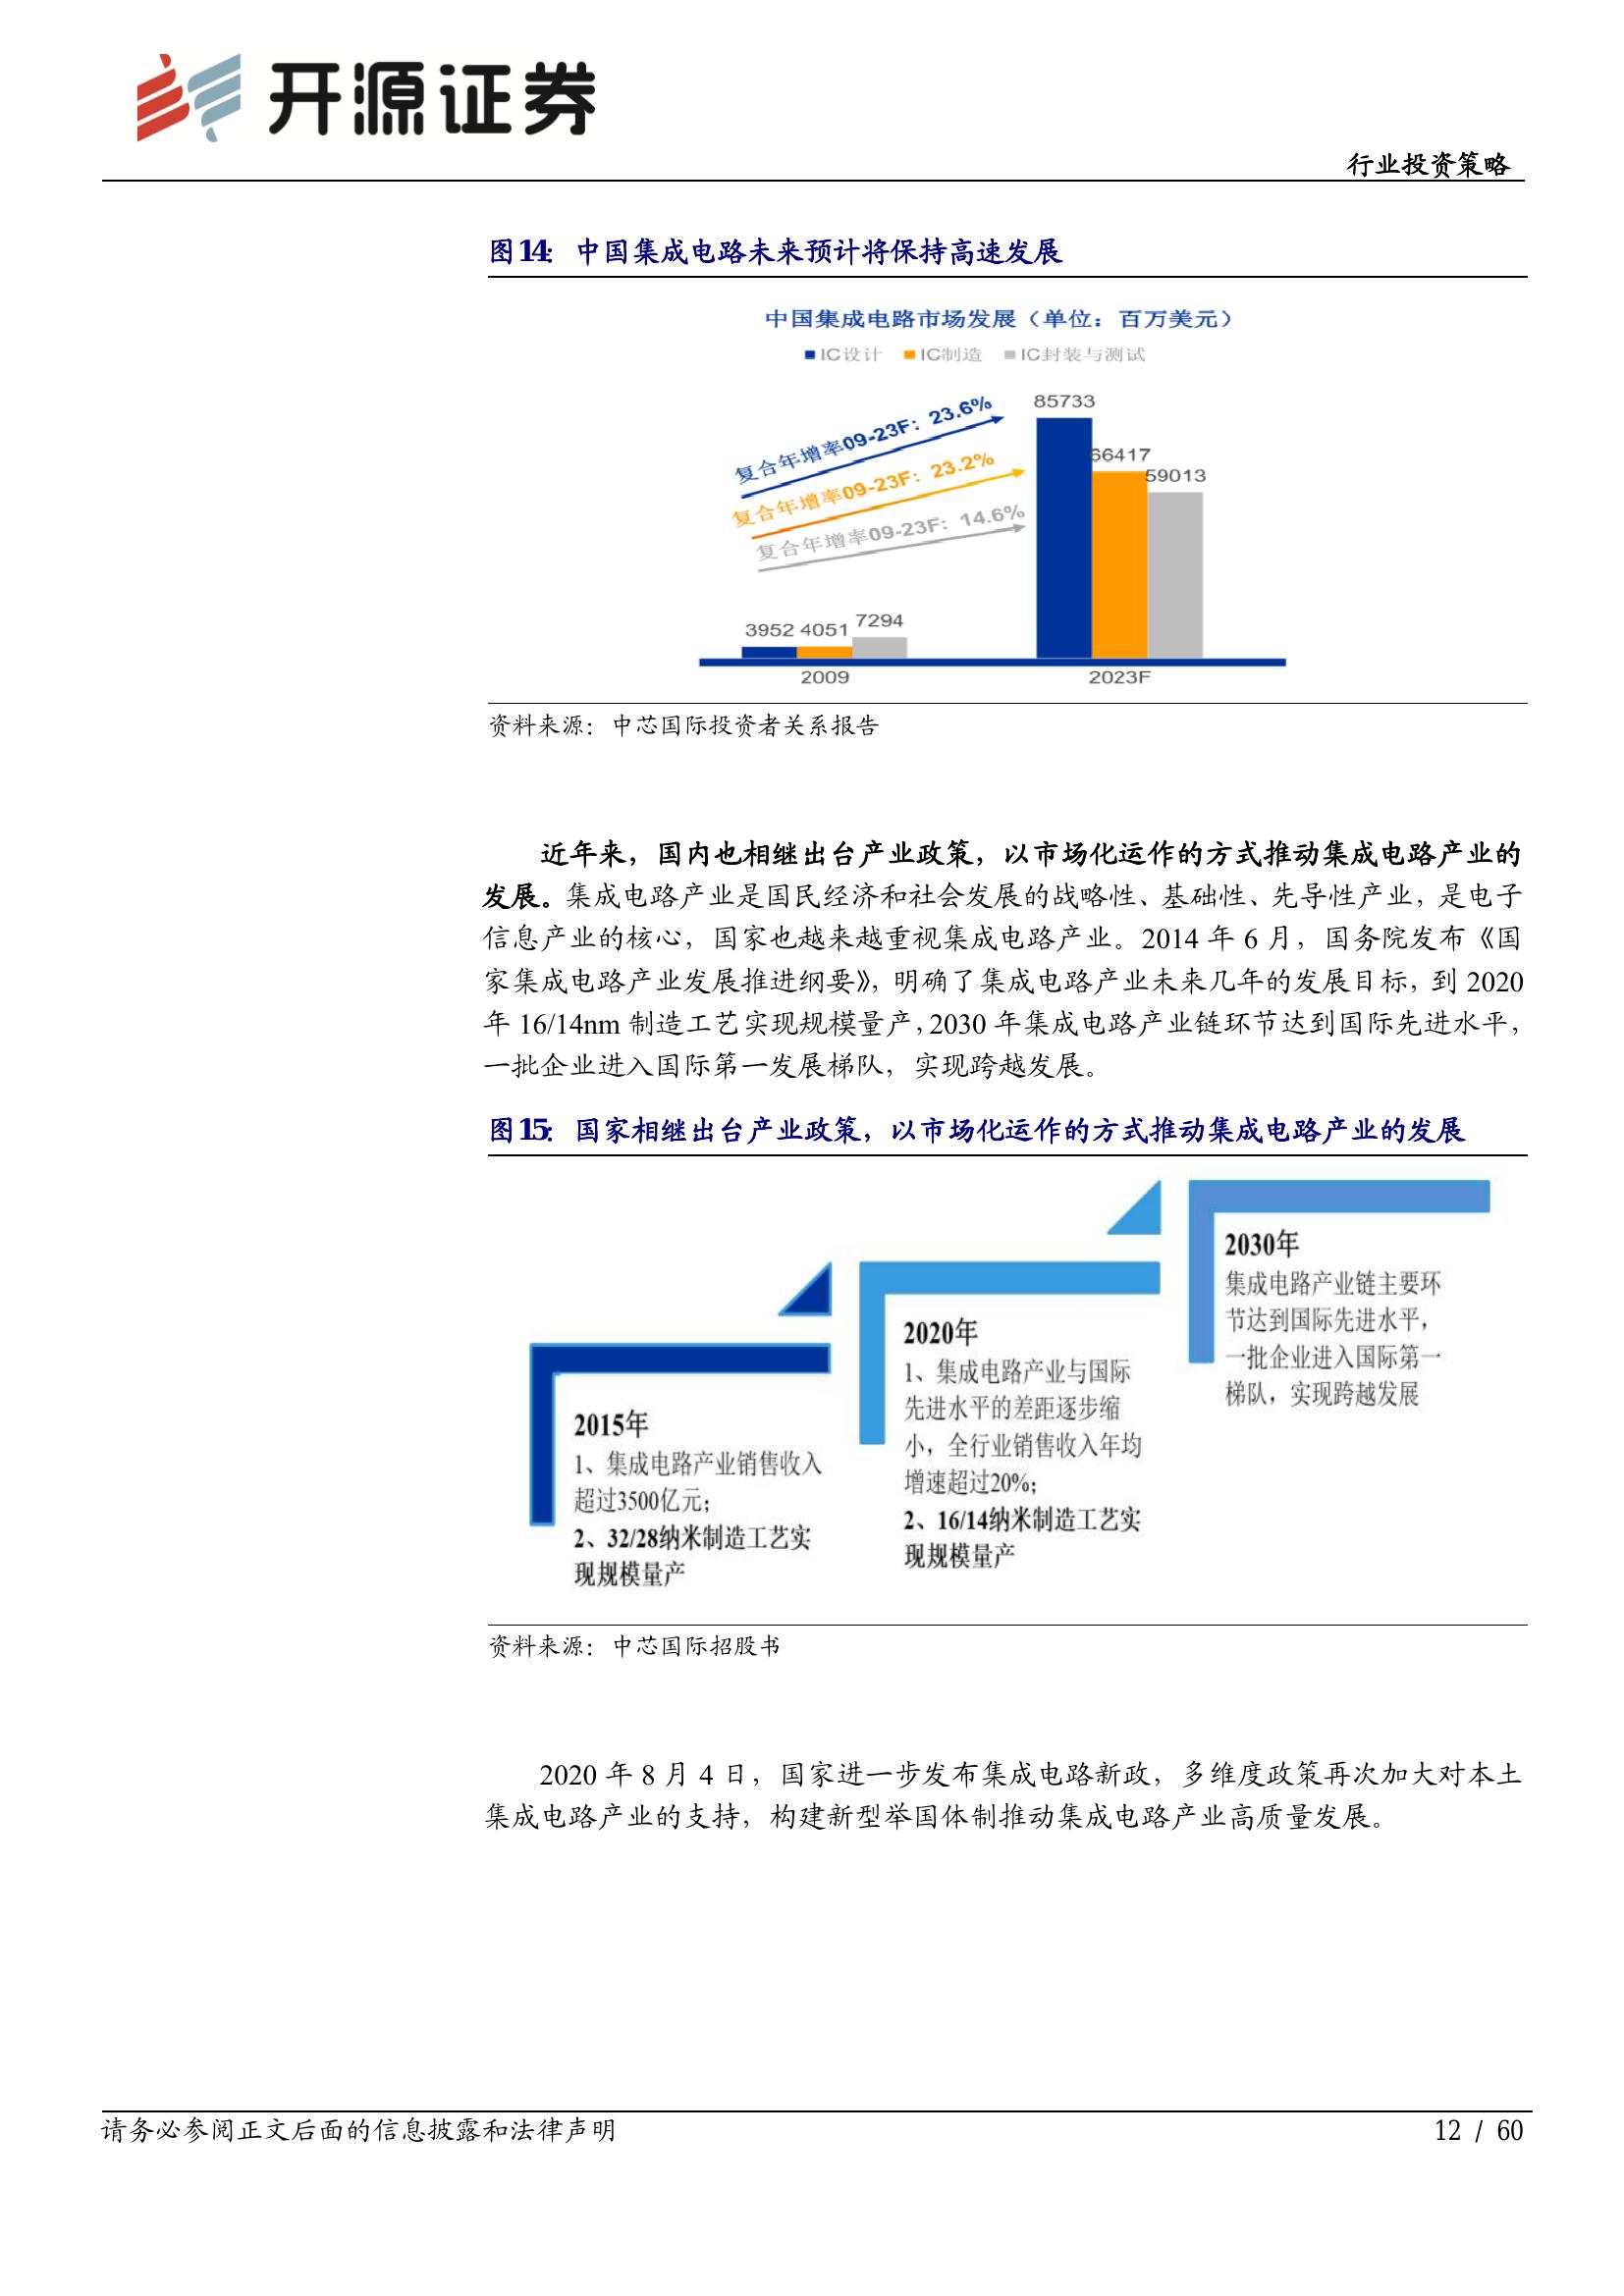 开源证券
行业投资策略
图14: 中国集成电路未来预计将保持高速发展
中国集成电路市场发展（单位：百万美元）
IC设计 IC制造 IC封装与测试
复合年增率09-23F：23.6%
复合年增率09-23F：23.2%
复合年增率09-23F：14.6%
85733
66417
59013
3952 4051 7294
2009 2023F
资料来源：中芯国际投资者关系报告
近年来，国内也相继出台产业政策，以市场化运作的方式推动集成电路产业的
发展。集成电路产业是国民经济和社会发展的战略性、基础性、先导性产业，是电子
信息产业的核心，国家也越来越重视集成电路产业。2014 年 6 月，国务院发布《国
家集成电路产业发展推进纲要》，明确了集成电路产业未来几年的发展目标，到 2020
年 16/14nm 制造工艺实现规模量产，2030 年集成电路产业链环节达到国际先进水平，
一批企业进入国际第一发展梯队，实现跨越发展。
图15: 国家相继出台产业政策，以市场化运作的方式推动集成电路产业的发展
2015年
1、集成电路产业销售收入
超过3500亿元；
2、32/28纳米制造工艺实
现规模量产
2020年
1、集成电路产业与国际
先进水平的差距逐步缩
小，全行业销售收入年均
增速超过20%；
2、16/14纳米制造工艺实
现规模量产
2030年
集成电路产业链主要环
节达到国际先进水平，
一批企业进入国际第一
梯队，实现跨越发展
资料来源：中芯国际招股书
2020 年 8 月 4 日，国家进一步发布集成电路新政，多维度政策再次加大对本土
集成电路产业的支持，构建新型举国体制推动集成电路产业高质量发展。
请务必参阅正文后面的信息披露和法律声明
12 / 60